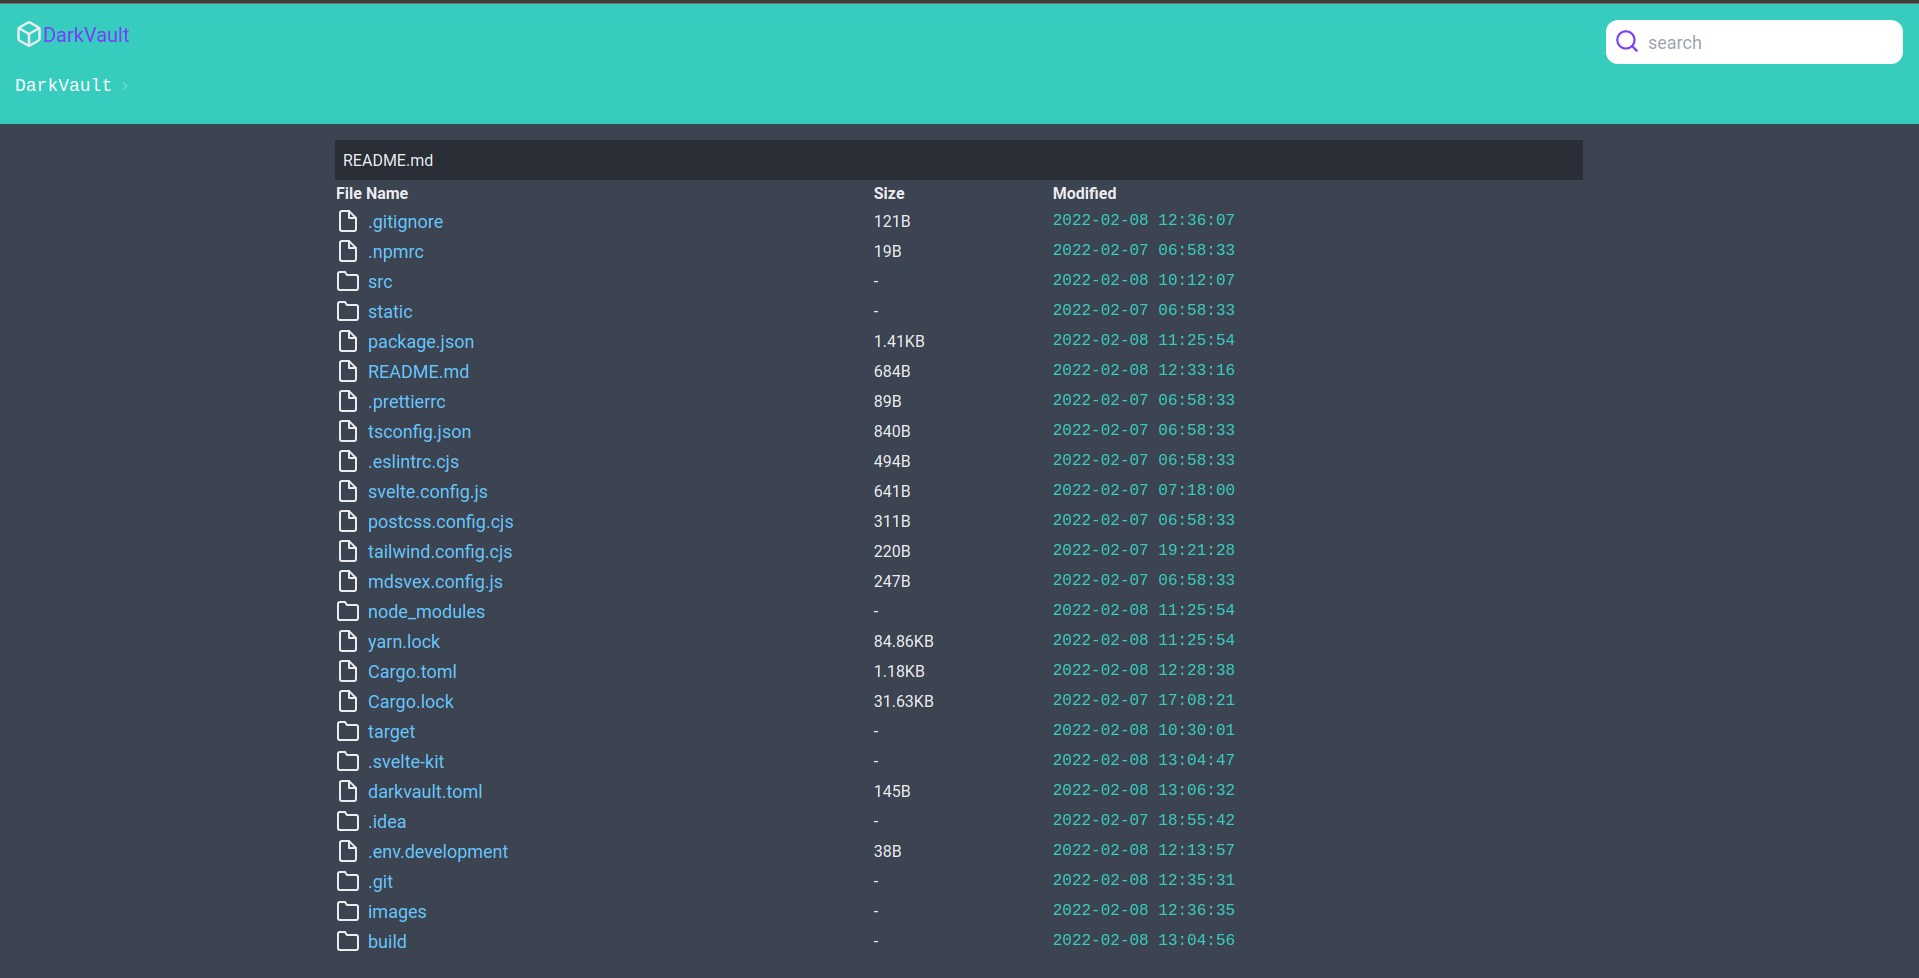 DarkVault
search
DarkVault ›
README.md
File Name Size Modified
.gitignore 121B 2022-02-08 12:36:07
.npmrc 19B 2022-02-07 06:58:33
src - 2022-02-08 10:12:07
static - 2022-02-07 06:58:33
package.json 1.41KB 2022-02-08 11:25:54
README.md 684B 2022-02-08 12:33:16
.prettierrc 89B 2022-02-07 06:58:33
tsconfig.json 840B 2022-02-07 06:58:33
.eslintrc.cjs 494B 2022-02-07 06:58:33
svelte.config.js 641B 2022-02-07 07:18:00
postcss.config.cjs 311B 2022-02-07 06:58:33
tailwind.config.cjs 220B 2022-02-07 19:21:28
mdsvex.config.js 247B 2022-02-07 06:58:33
node_modules - 2022-02-08 11:25:54
yarn.lock 84.86KB 2022-02-08 11:25:54
Cargo.toml 1.18KB 2022-02-08 12:28:38
Cargo.lock 31.63KB 2022-02-07 17:08:21
target - 2022-02-08 10:30:01
.svelte-kit - 2022-02-08 13:04:47
darkvault.toml 145B 2022-02-08 13:06:32
.idea - 2022-02-07 18:55:42
.env.development 38B 2022-02-08 12:13:57
.git - 2022-02-08 12:35:31
images - 2022-02-08 12:36:35
build - 2022-02-08 13:04:56